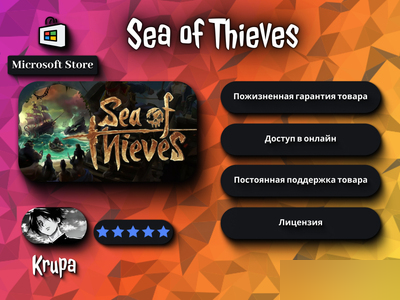 Sea of Thieves
Microsoft Store
Sea of
Thieves
Пожизненная гарантия товара
Доступ в онлайн
Постоянная поддержка товара
Лицензия
Krupa